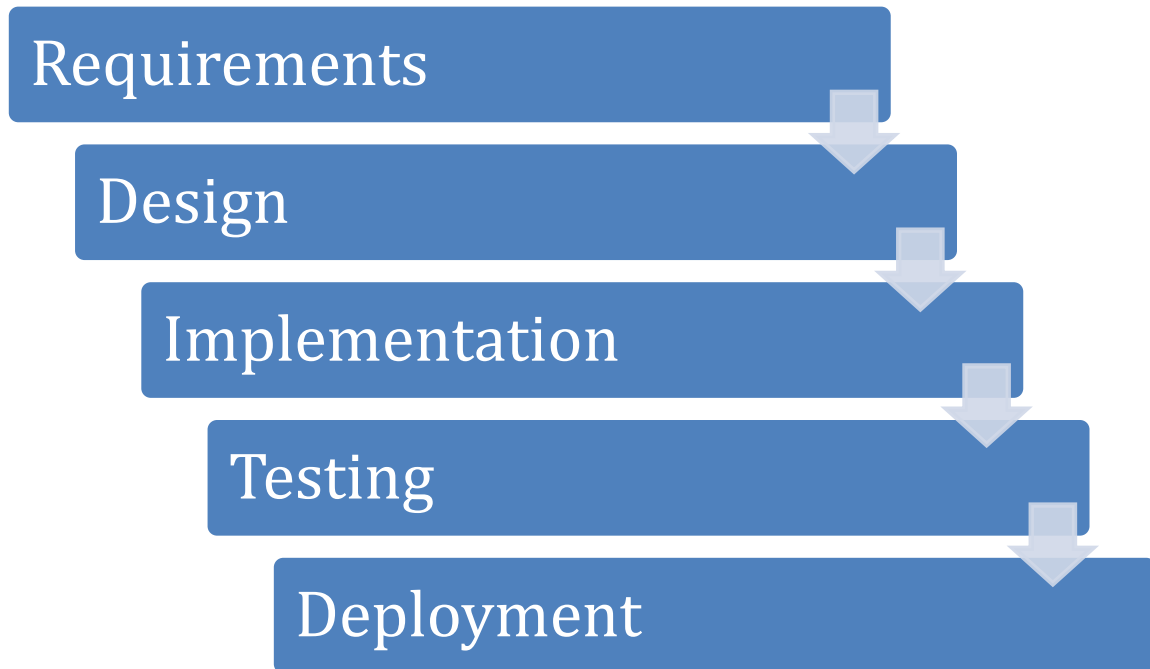 Requirements
Design
Implementation
Testing
Deployment